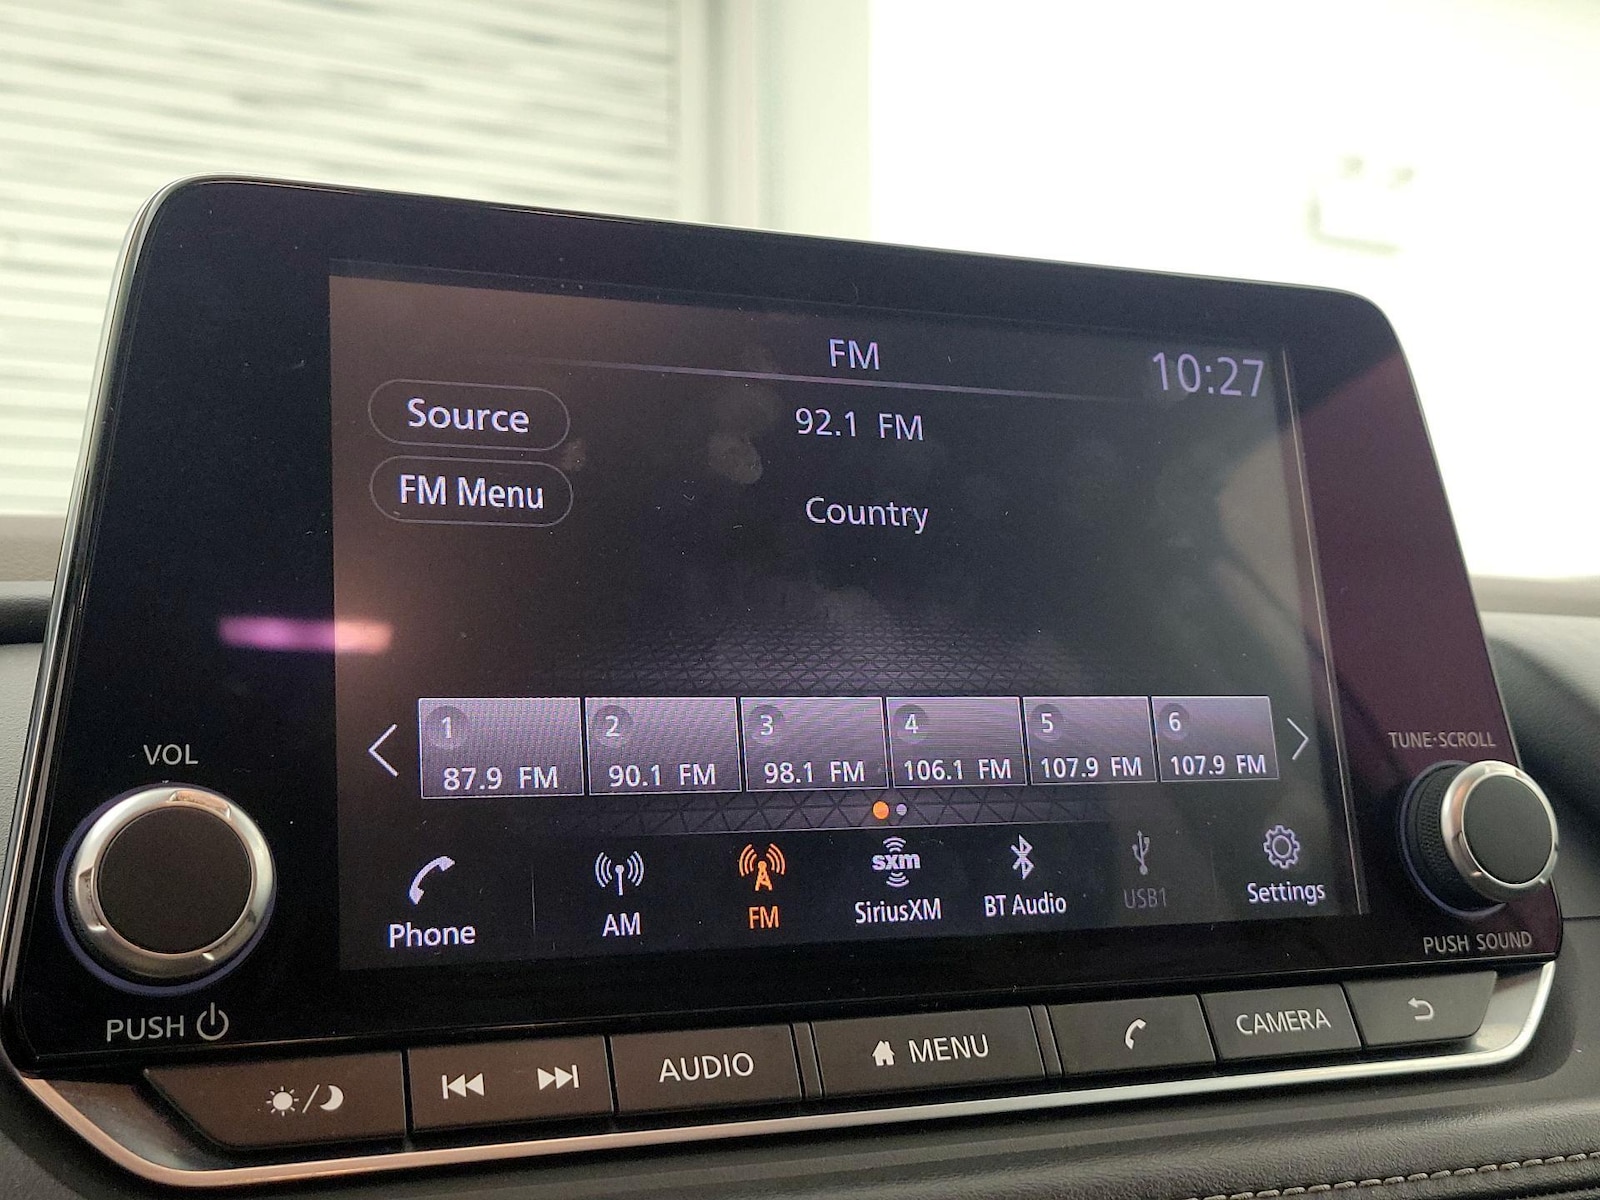 FM
10:27
Source
92.1 FM
FM Menu
Country
1
2
3
4
5
6
87.9 FM
90.1 FM
98.1 FM
106.1 FM
107.9 FM
107.9 FM
VOL
TUNE·SCROLL
Phone
AM
FM
sxm
SiriusXM
BT Audio
USB1
Settings
PUSH
PUSH SOUND
AUDIO
MENU
CAMERA